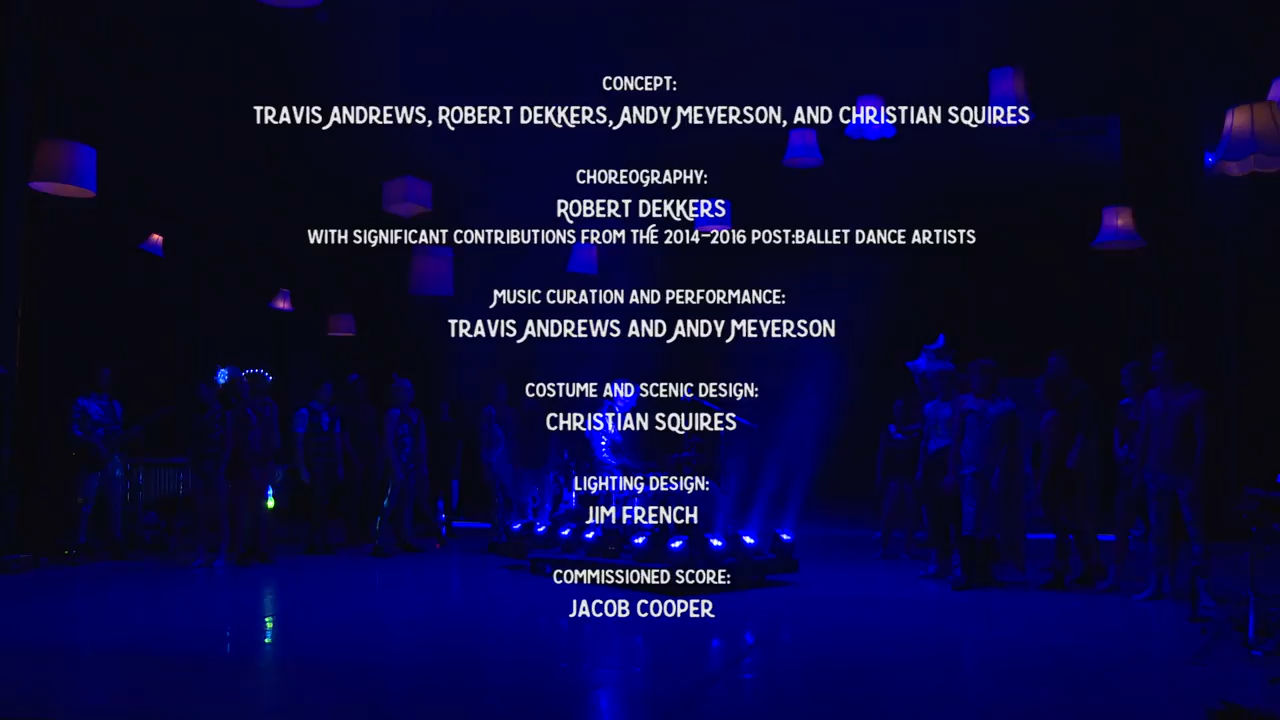 CONCEPT:
TRAVIS ANDREWS, ROBERT DEKKERS, ANDY MEYERSON, AND CHRISTIAN SQUIRES
CHOREOGRAPHY:
ROBERT DEKKERS
WITH SIGNIFICANT CONTRIBUTIONS FROM THE 2014–2016 POST:BALLET DANCE ARTISTS
MUSIC CURATION AND PERFORMANCE:
TRAVIS ANDREWS AND ANDY MEYERSON
COSTUME AND SCENIC DESIGN:
CHRISTIAN SQUIRES
LIGHTING DESIGN:
JIM FRENCH
COMMISSIONED SCORE:
JACOB COOPER